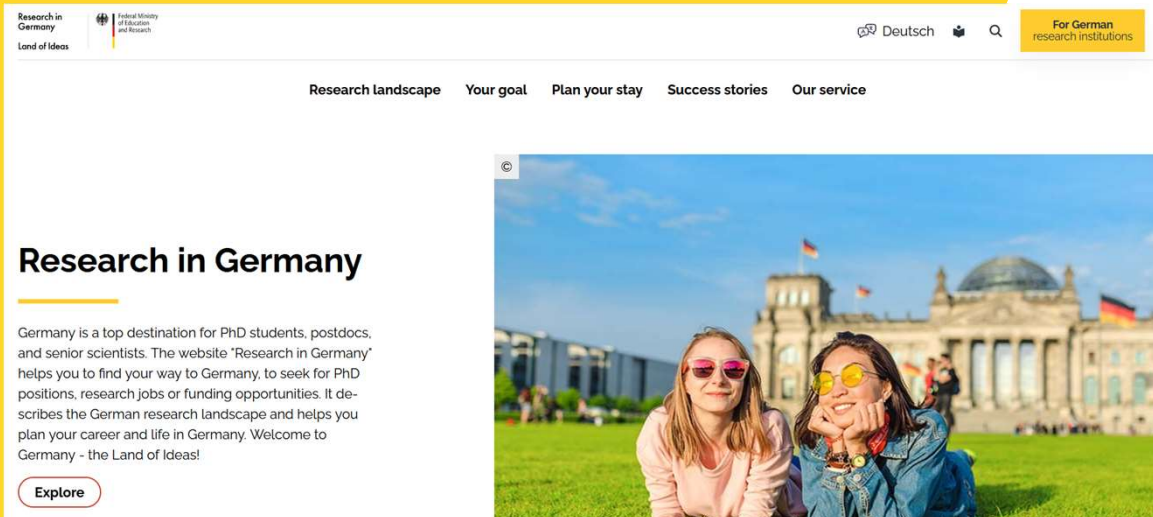 Research in
Germany
Land of Ideas
Federal Ministry
of Education
and Research
Deutsch
For German
research institutions
Research landscape
Your goal
Plan your stay
Success stories
Our service
©
Research in Germany
Germany is a top destination for PhD students, postdocs,
and senior scientists. The website "Research in Germany"
helps you to find your way to Germany, to seek for PhD
positions, research jobs or funding opportunities. It de-
scribes the German research landscape and helps you
plan your career and life in Germany. Welcome to
Germany - the Land of Ideas!
Explore